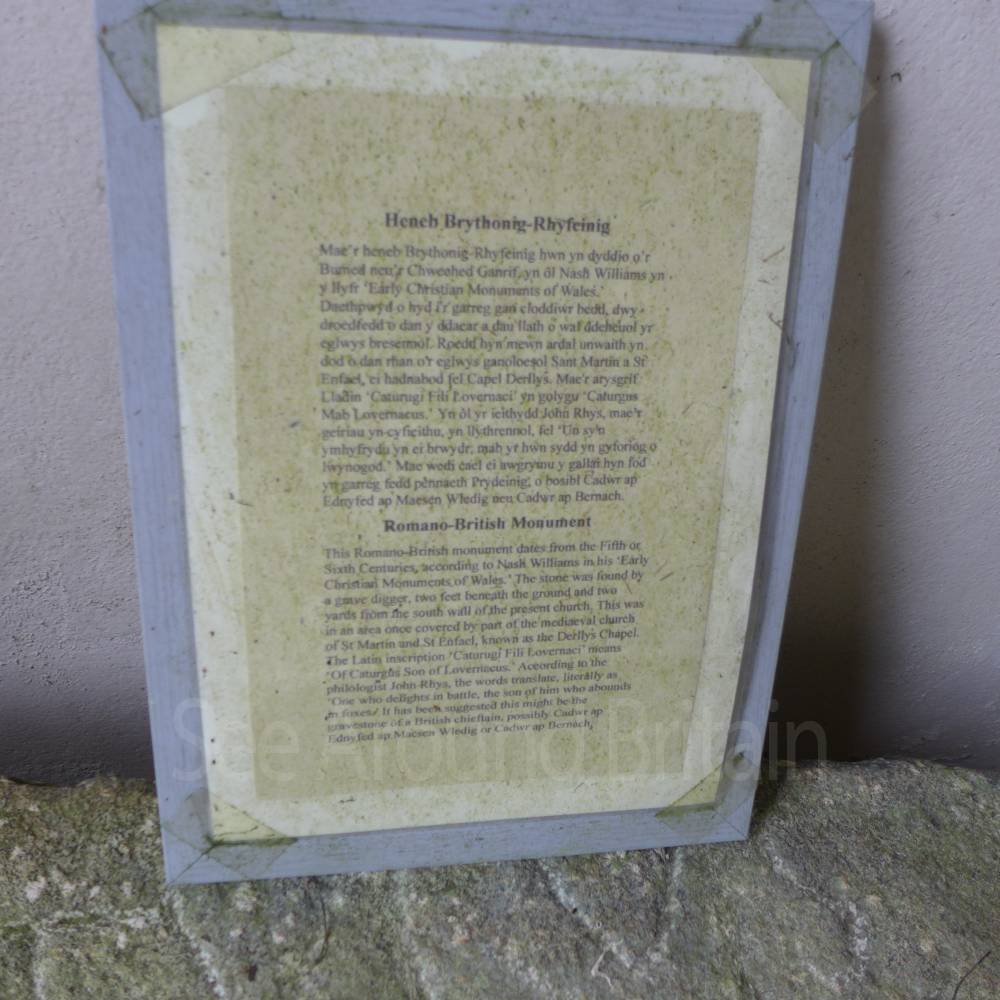 Heneb Brythonig-Rhyfeinig
Mae'r heneb Brythonig-Rhyfeinig hwn yn dyddio o'r
Bumed neu'r Chweched Ganrif, yn ôl Nash Williams yn
y llyfr 'Early Christian Monuments of Wales.'
Daethpwyd o hyd i'r garreg gan gloddiwr bedd, dwy
droedfedd o dan y ddaear a dau llath o wal ddeheuol yr
eglwys bresennol. Roedd hyn mewn ardal unwaith yn
dod o dan rhan o'r eglwys ganoloesol Sant Martin a St
Enfael, ei hadnabod fel Capel Derllys. Mae'r arysgrif
Lladin 'Caturugi Fili Lovernaci' yn golygu 'Caturgus
Mab Lovernacus.' Yn ôl yr ieithydd John Rhys, mae'r
geiriau yn cyfieithu, yn llythrennol, fel 'Un sy'n
ymhyfrydu yn ei brwydr, mab yr hwn sydd yn gyforiog o
lwynogod.' Mae wedi cael ei awgrymu y gallai hyn fod
yn garreg fedd pennaeth Prydeinig, o bosibl Cadwr ap
Ednyfed ap Macsen Wledig neu Cadwr ap Bernach.
Romano-British Monument
This Romano-British monument dates from the Fifth or
Sixth Centuries, according to Nash Williams in his 'Early
Christian Monuments of Wales.' The stone was found by
a grave digger, two feet beneath the ground and two
yards from the south wall of the present church. This was
in an area once covered by part of the mediaeval church
of St Martin and St Enfael, known as the Derllys Chapel.
The Latin inscription 'Caturugi Fili Lovernaci' means
'Of Caturgus Son of Lovernacus.' According to the
philologist John Rhys, the words translate, literally as
'One who delights in battle, the son of him who abounds
in foxes.' It has been suggested this might be the
gravestone of a British chieftain, possibly Cadwr ap
Ednyfed ap Macsen Wledig or Cadwr ap Bernach.
See Around Britain